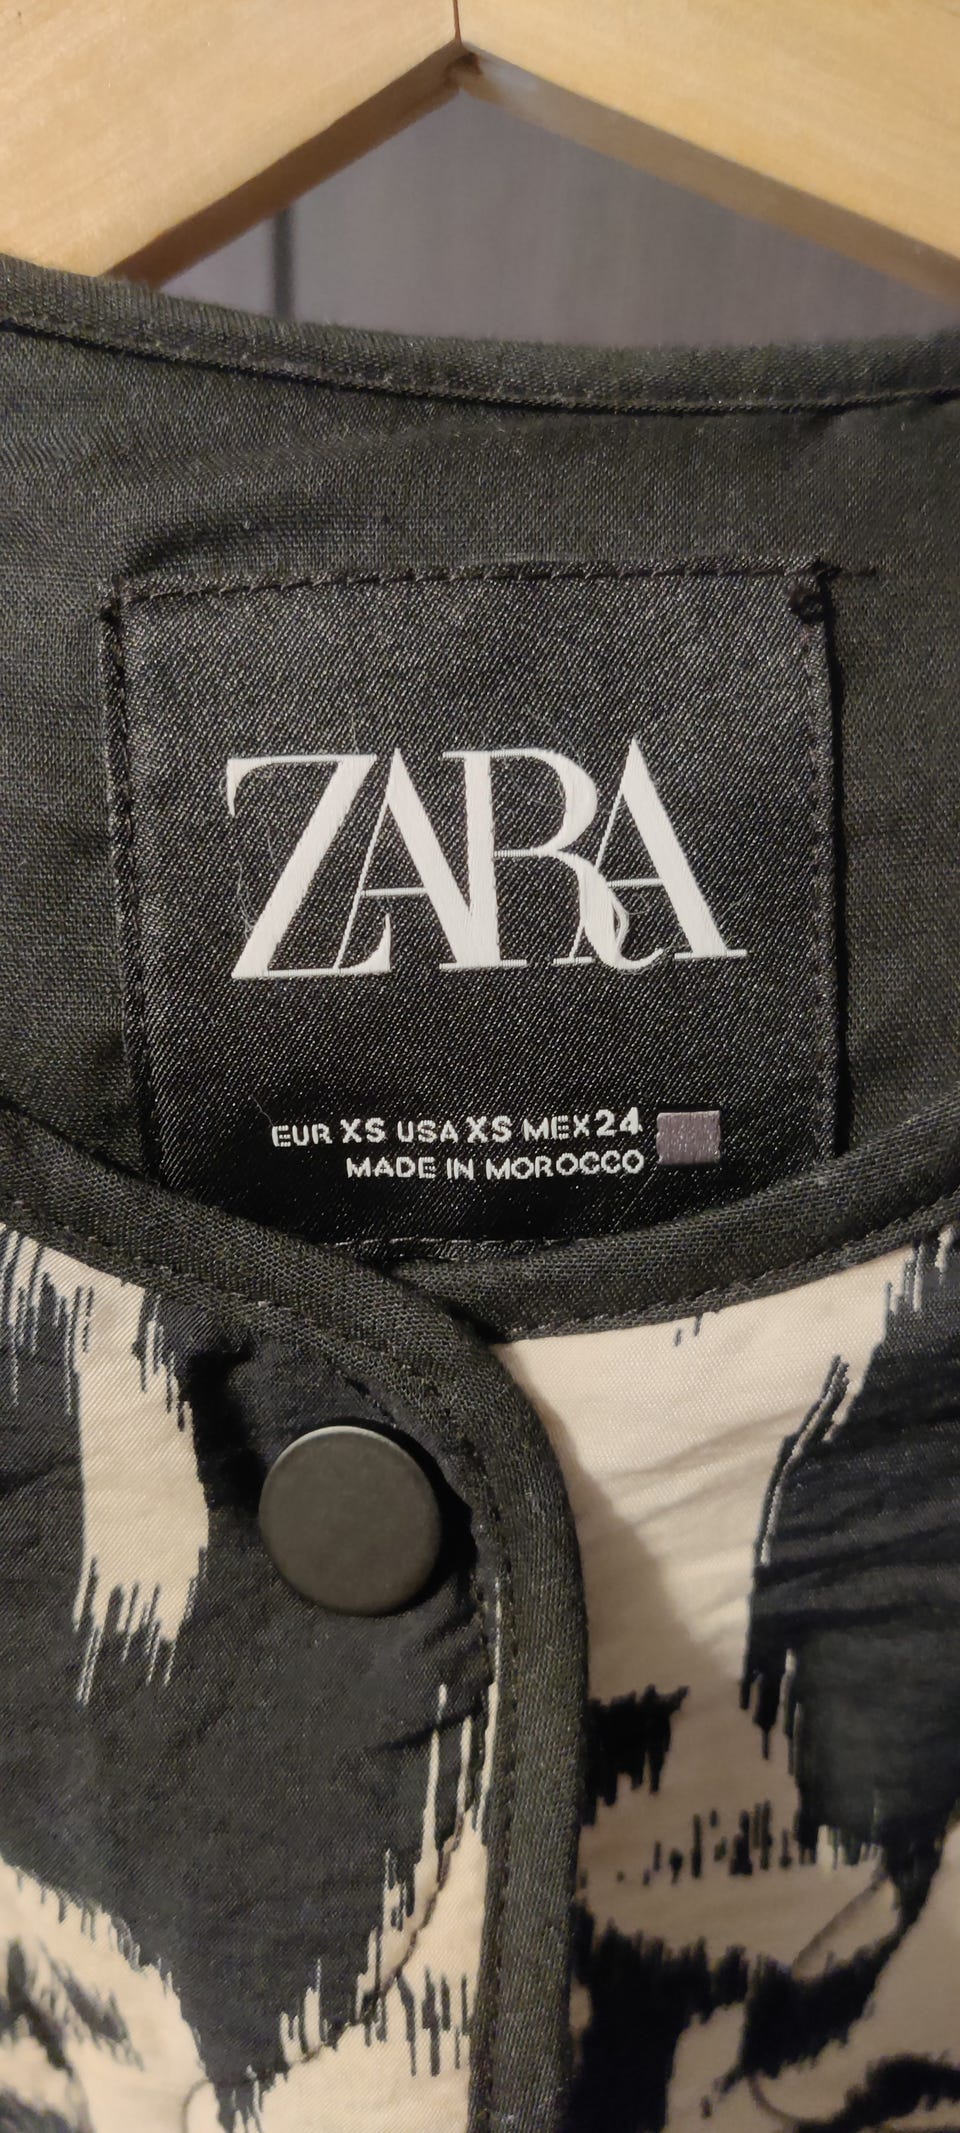 ZARA
EUR XS USA XS MEX 24
MADE IN MOROCCO